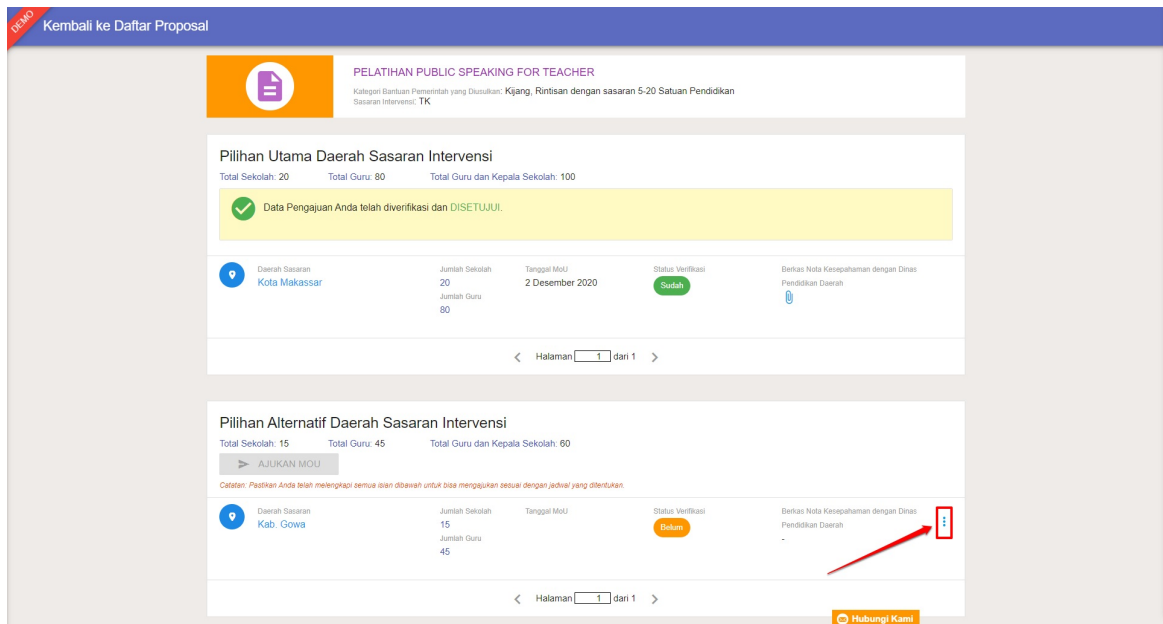 DEMO
Kembali ke Daftar Proposal
PELATIHAN PUBLIC SPEAKING FOR TEACHER
Kategori Bantuan Pemerintah yang Diusulkan: Kijang, Rintisan dengan sasaran 5-20 Satuan Pendidikan
Sasaran Intervensi: TK
Pilihan Utama Daerah Sasaran Intervensi
Total Sekolah: 20 Total Guru: 80 Total Guru dan Kepala Sekolah: 100
Data Pengajuan Anda telah diverifikasi dan DISETUJUI.
Daerah Sasaran Jumlah Sekolah Tanggal MoU Status Verifikasi Berkas Nota Kesepahaman dengan Dinas
Kota Makassar 20 2 Desember 2020 Sudah Pendidikan Daerah
Jumlah Guru
80
Halaman 1 dari 1
Pilihan Alternatif Daerah Sasaran Intervensi
Total Sekolah: 15 Total Guru: 45 Total Guru dan Kepala Sekolah: 60
AJUKAN MOU
Catatan: Pastikan Anda telah melengkapi semua isian dibawah untuk bisa mengajukan sesuai dengan jadwal yang ditentukan.
Daerah Sasaran Jumlah Sekolah Tanggal MoU Status Verifikasi Berkas Nota Kesepahaman dengan Dinas
Kab. Gowa 15 Belum Pendidikan Daerah
Jumlah Guru -
45
Halaman 1 dari 1
Hubungi Kami